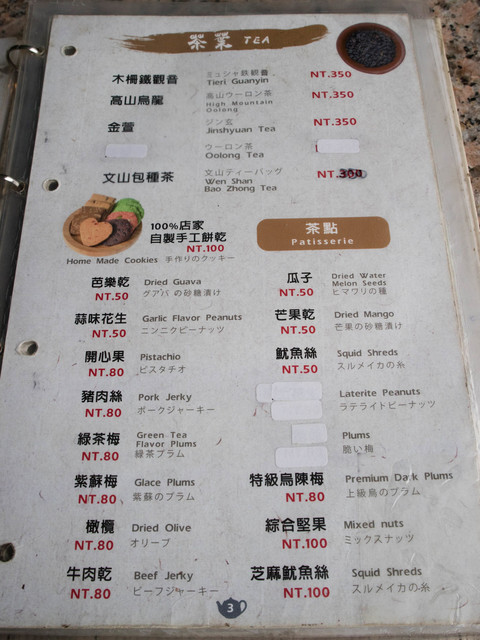 茶葉 TEA
木柵鐵觀音 ミュシャ鉄観音 NT.350
Tieri Guanyin
高山烏龍 高山ウーロン茶 NT.350
High Mountain
Oolong
金萱 ジン玄 NT.350
Jinshyuan Tea
ウーロン茶
Oolong Tea
文山包種茶 文山ティーバッグ NT.
Wen Shan
Bao Zhong Tea
100%店家
自製手工餅乾
NT.100
Home Made Cookies 手作りのクッキー
茶點
Patisserie
芭樂乾 Dried Guava
NT.50 グアバ の砂糖漬け
瓜子 Dried Water
Melon Seeds
NT.50 ヒマワリの種
蒜味花生 Garlic Flavor Peanuts
NT.50 ニンニクピーナッツ
芒果乾 Dried Mango
NT.50 芒果の砂糖漬け
開心果 Pistachio
NT.80 ピスタチオ
魷魚絲 Squid Shreds
NT.50 スルメイカの糸
豬肉絲 Pork Jerky
NT.80 ポークジャーキー
Laterite Peanuts
ラテライトピーナッツ
綠茶梅 Green Tea
Flavor Plums
NT.80 緑茶プラム
Plums
脆い梅
紫蘇梅 Glace Plums
NT.80 紫蘇のプラム
特級烏陳梅 Premium Dark Plums
NT.80 上級烏のプラム
橄欖 Dried Olive
NT.80 オリーブ
綜合堅果 Mixed nuts
NT.100 ミックスナッツ
牛肉乾 Beef Jerky
NT.80 ビーフジャーキー
芝麻魷魚絲 Squid Shreds
NT.100 スルメイカの糸
3